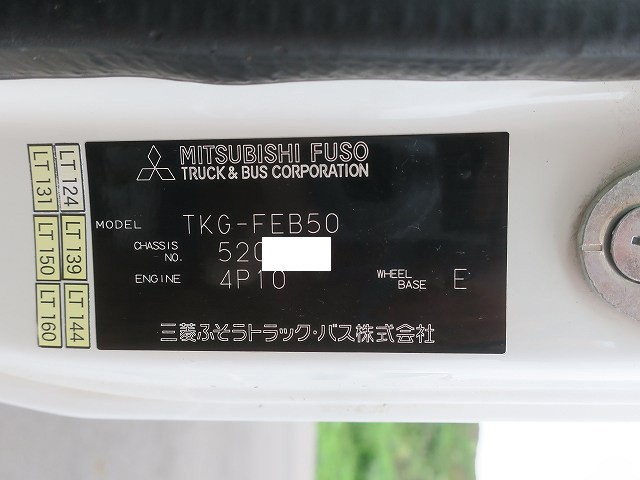 LT 124
LT 131
LT 139
LT 150
LT 144
LT 160
MITSUBISHI FUSO
TRUCK & BUS CORPORATION
MODEL TKG-FEB50
CHASSIS NO. 520
ENGINE 4P10 WHEEL BASE E
三菱ふそうトラック・バス株式会社